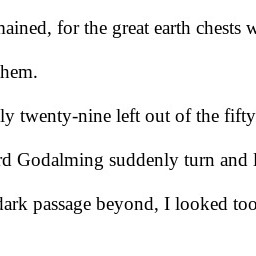 nained, for the great earth chests w
hem.
ly twenty-nine left out of the fifty
rd Godalming suddenly turn and l
dark passage beyond, I looked too